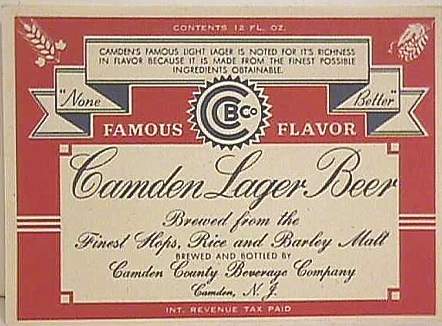 CONTENTS 12 FL. OZ.
CAMDEN'S FAMOUS LIGHT LAGER IS NOTED FOR IT'S RICHNESS
IN FLAVOR BECAUSE IT IS MADE FROM THE FINEST POSSIBLE
INGREDIENTS OBTAINABLE.
"None Better"
CCBCo
FAMOUS FLAVOR
Camden Lager Beer
Brewed from the
Finest Hops, Rice and Barley Malt
BREWED AND BOTTLED BY
Camden County Beverage Company
Camden, N. J.
INT. REVENUE TAX PAID